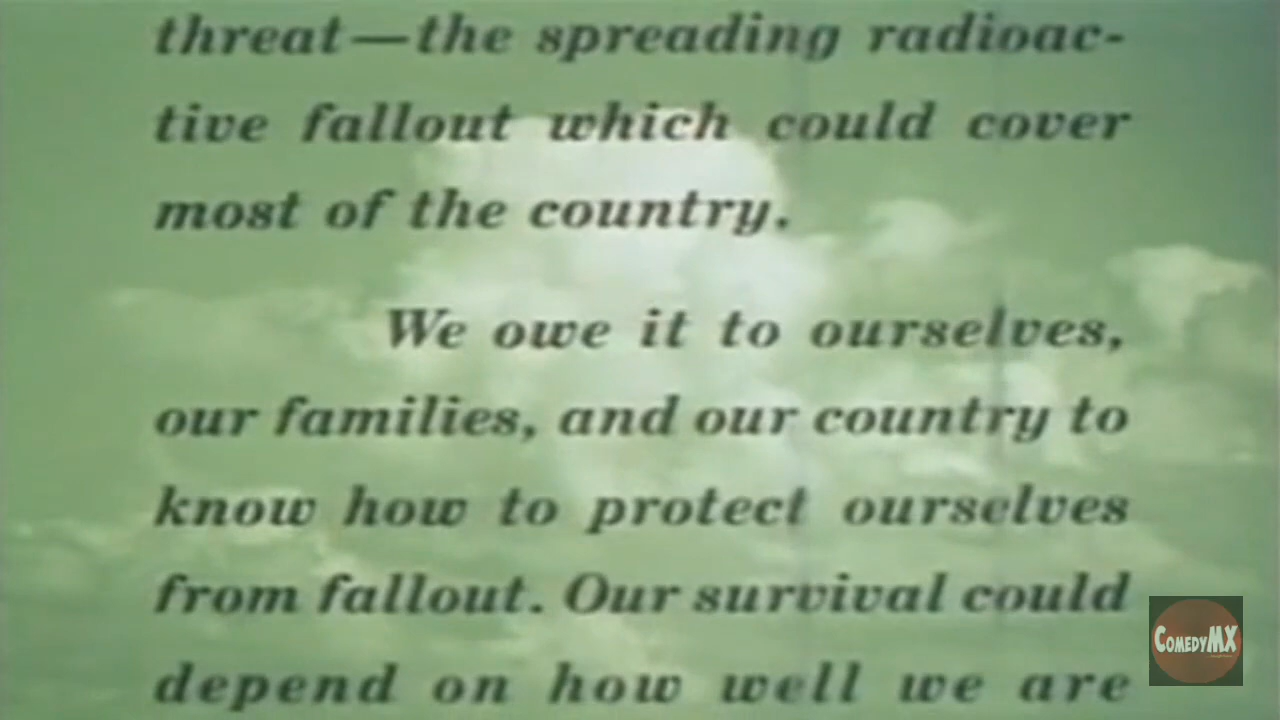 threat—the spreading radioac-
tive fallout which could cover
most of the country.
We owe it to ourselves,
our families, and our country to
know how to protect ourselves
from fallout. Our survival could
depend on how well we are
COMEDYMX